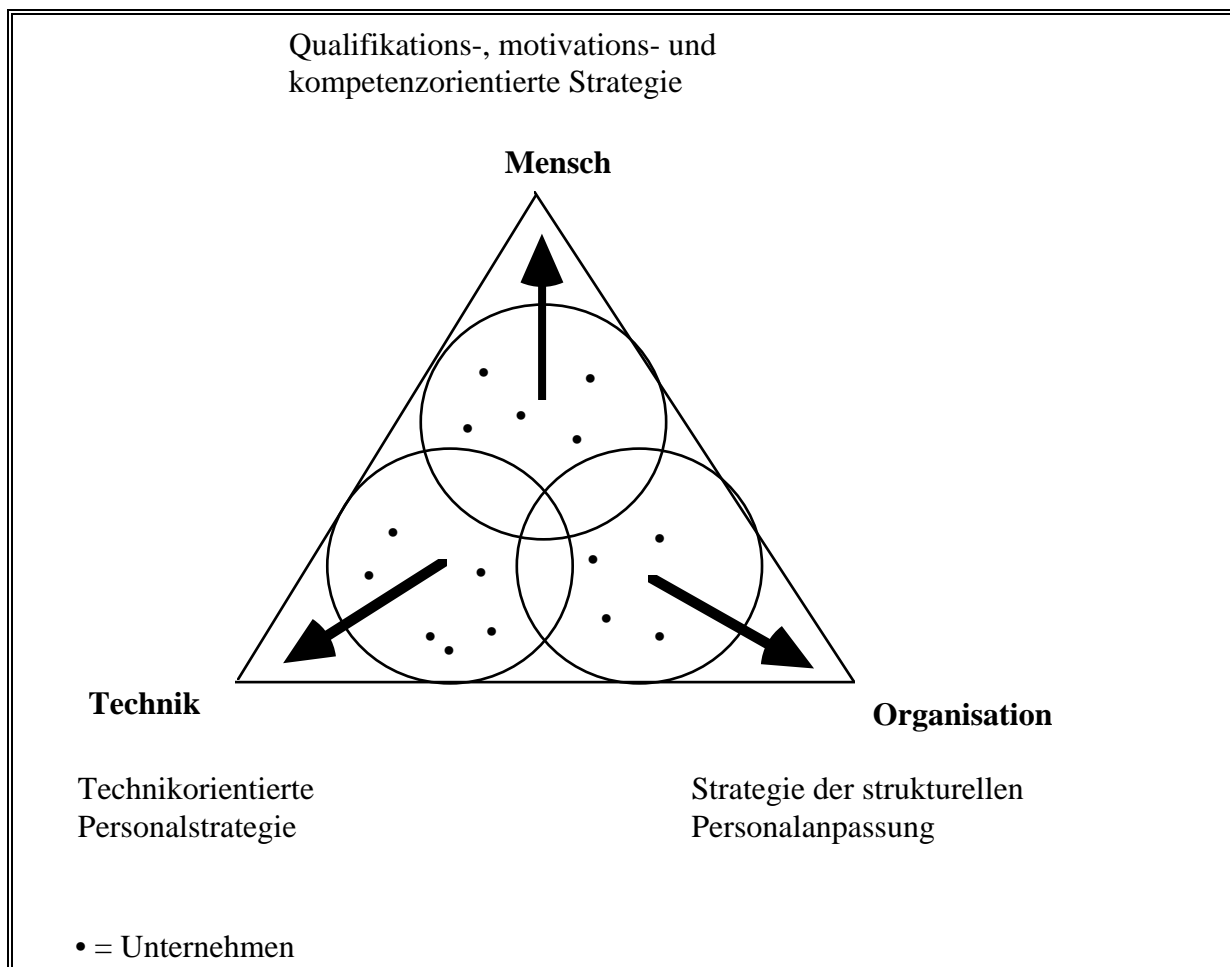 Qualifikations-, motivations- und
kompetenzorientierte Strategie
Mensch
Technik
Organisation
Technikorientierte
Personalstrategie
Strategie der strukturellen
Personalanpassung
• = Unternehmen